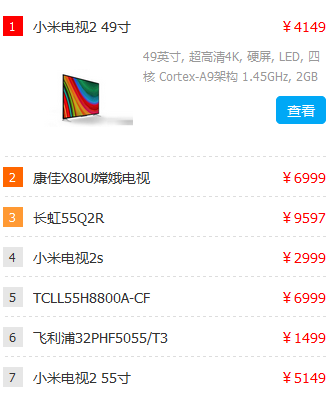 1 小米电视2 49寸 ￥4149
49英寸, 超高清4K, 硬屏, LED, 四
核 Cortex-A9架构 1.45GHz, 2GB
查看
2 康佳X80U嫦娥电视 ￥6999
3 长虹55Q2R ￥9597
4 小米电视2s ￥2999
5 TCLL55H8800A-CF ￥6999
6 飞利浦32PHF5055/T3 ￥1499
7 小米电视2 55寸 ￥5149